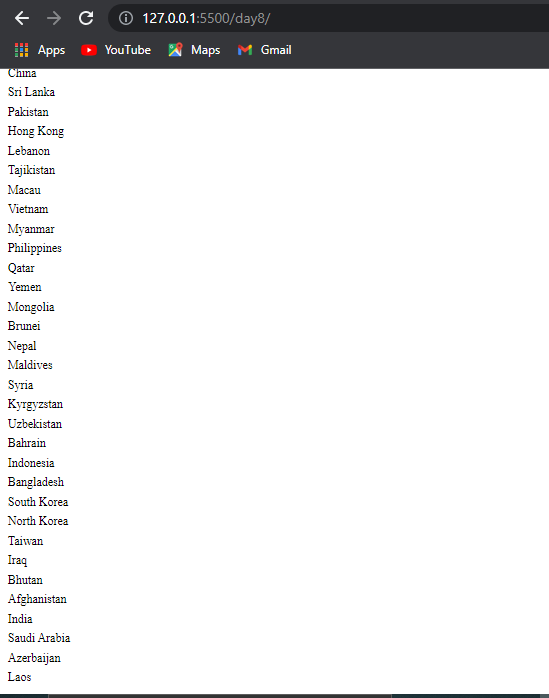 127.0.0.1:5500/day8/
Apps YouTube Maps Gmail
China
Sri Lanka
Pakistan
Hong Kong
Lebanon
Tajikistan
Macau
Vietnam
Myanmar
Philippines
Qatar
Yemen
Mongolia
Brunei
Nepal
Maldives
Syria
Kyrgyzstan
Uzbekistan
Bahrain
Indonesia
Bangladesh
South Korea
North Korea
Taiwan
Iraq
Bhutan
Afghanistan
India
Saudi Arabia
Azerbaijan
Laos